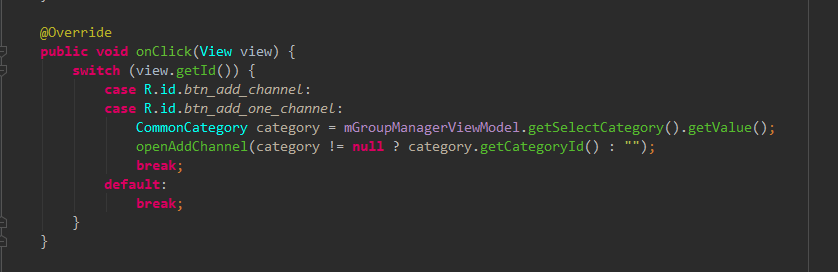 @Override
public void onClick(View view) {
    switch (view.getId()) {
        case R.id.btn_add_channel:
        case R.id.btn_add_one_channel:
            CommonCategory category = mGroupManagerViewModel.getSelectCategory().getValue();
            openAddChannel(category != null ? category.getCategoryId() : "");
            break;
        default:
            break;
    }
}